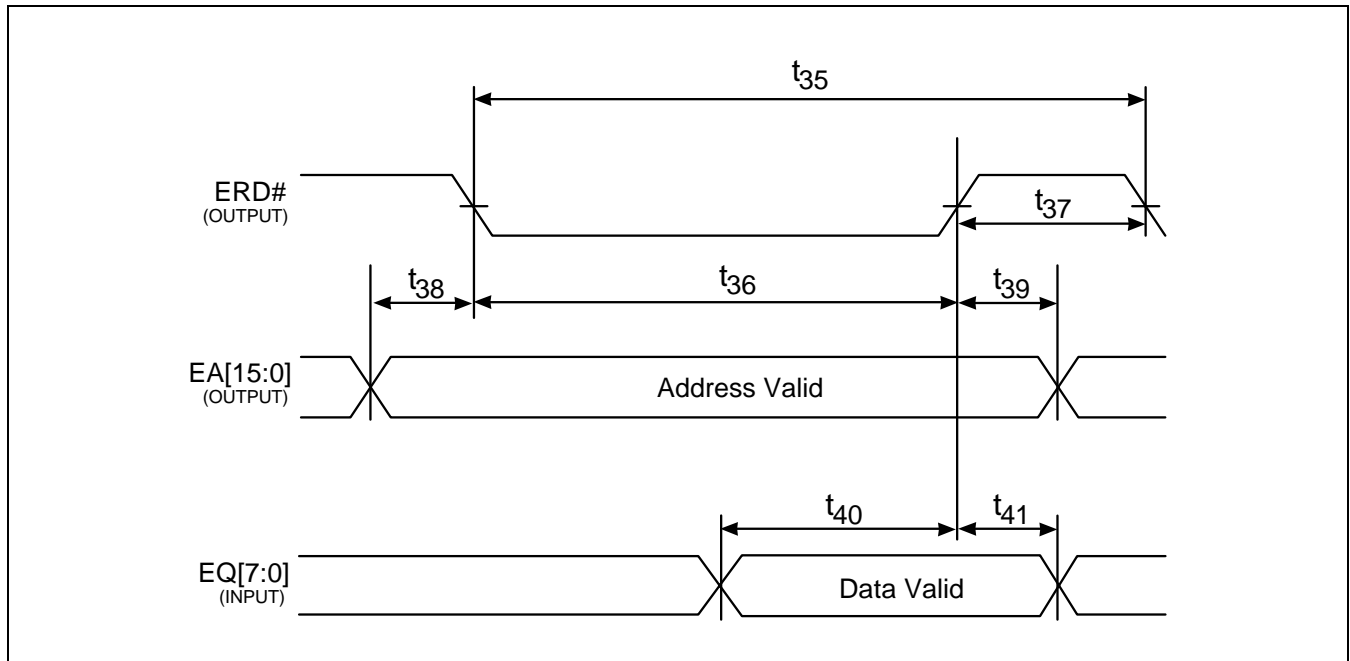 t35
ERD#
(OUTPUT)
t37
t38
t36
t39
EA[15:0]
(OUTPUT)
Address Valid
t40
t41
EQ[7:0]
(INPUT)
Data Valid